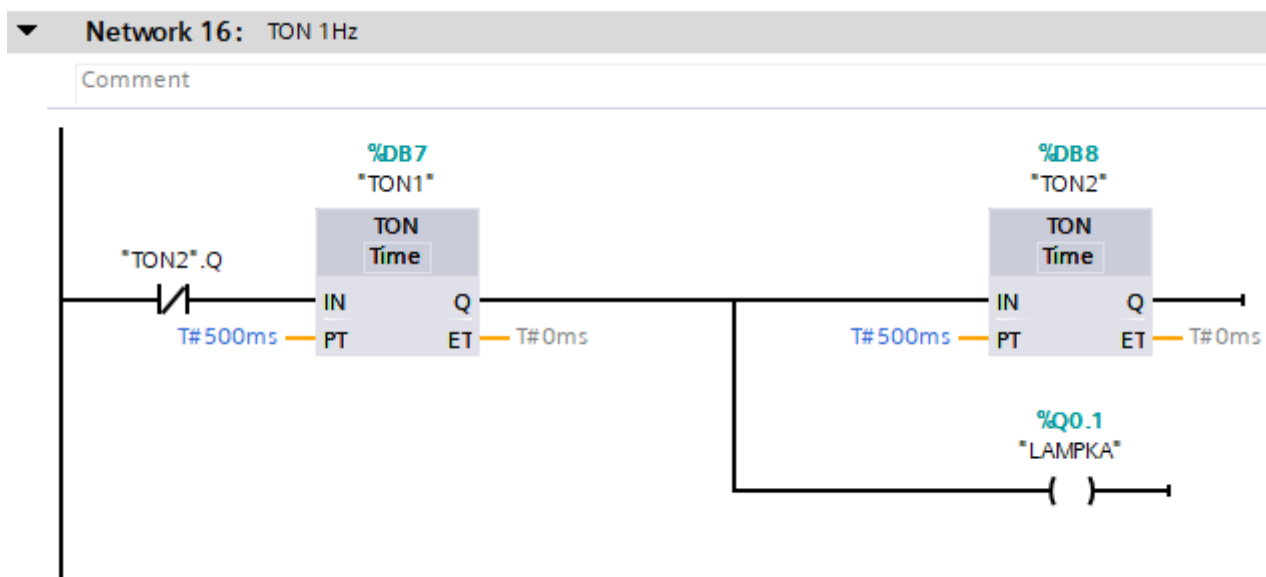 Network 16: TON 1Hz
Comment
%DB7
"TON1"
TON
Time
"TON2".Q
IN Q
T#500ms PT ET T#0ms
%DB8
"TON2"
TON
Time
IN Q
T#500ms PT ET T#0ms
%Q0.1
"LAMPKA"
( )